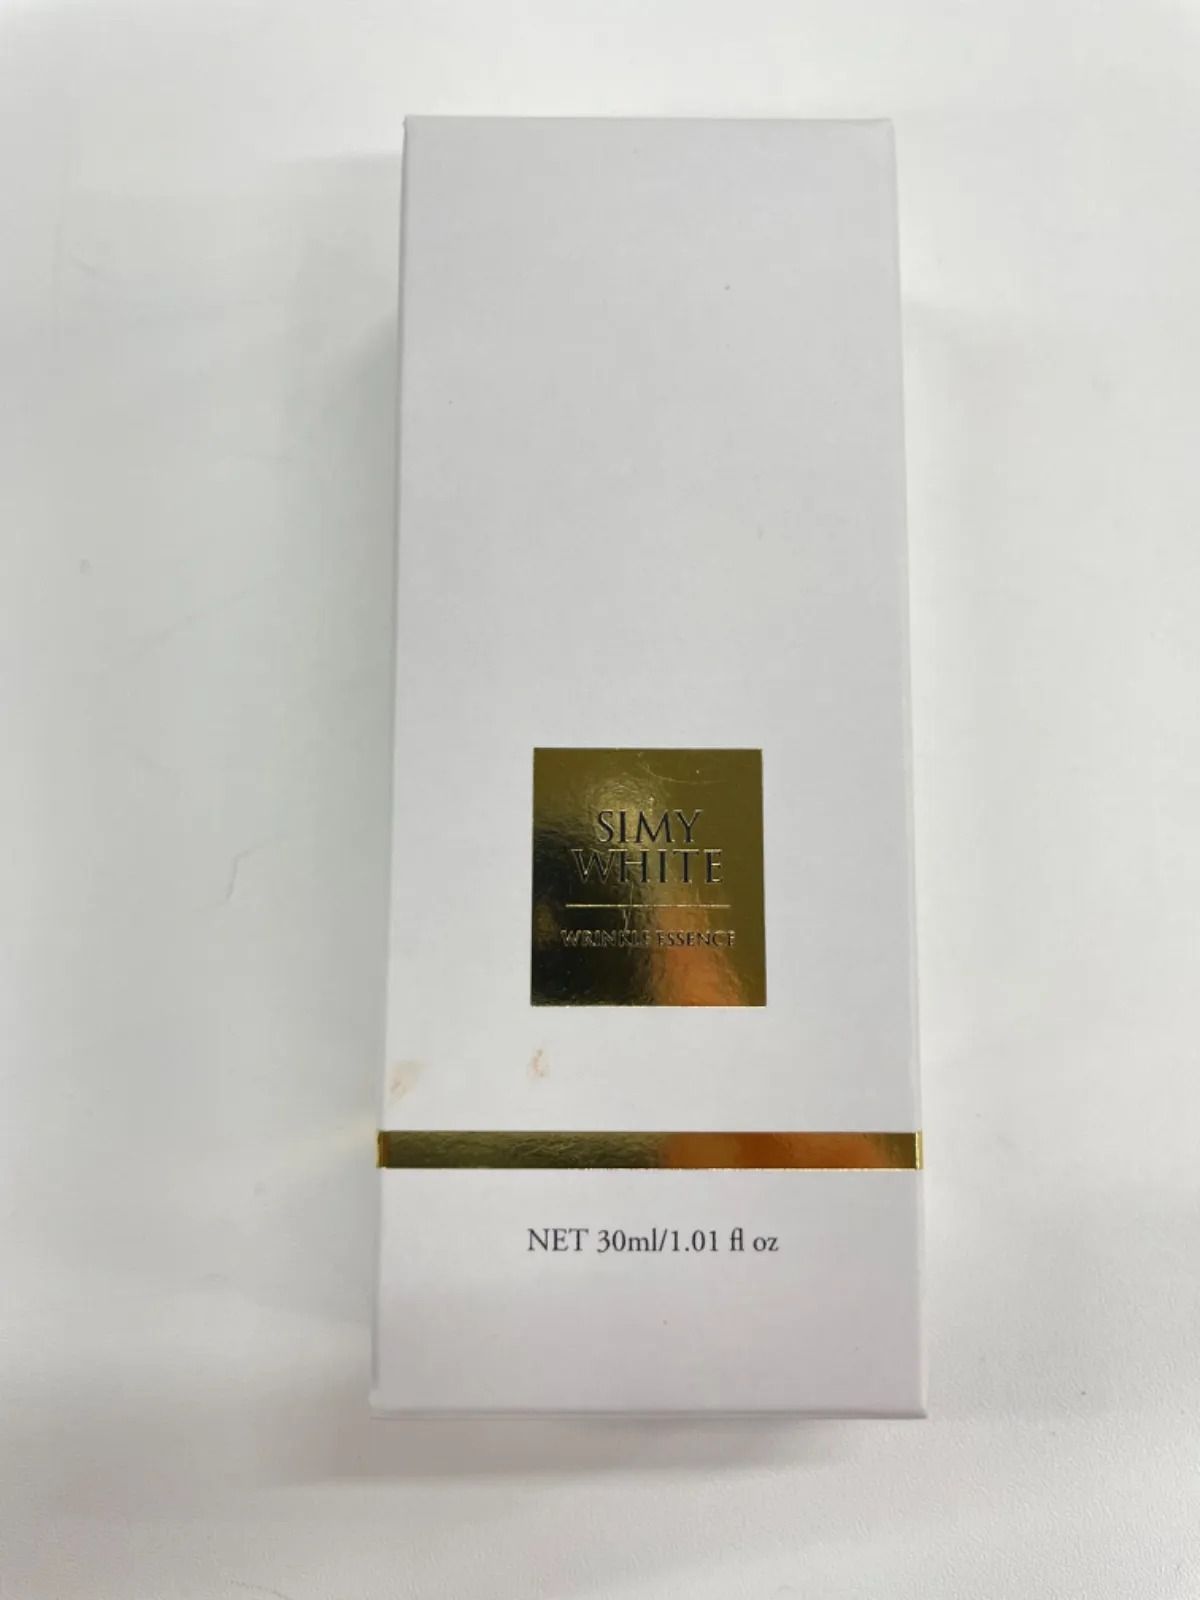 SIMY
WHITE
WRINKLE ESSENCE
NET 30ml/1.01 fl oz